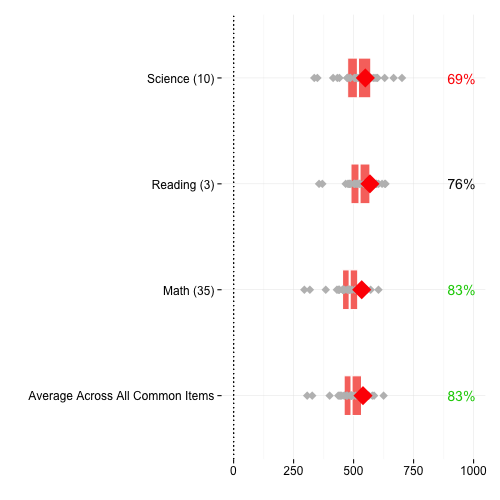 Science (10) 69%
Reading (3) 76%
Math (35) 83%
Average Across All Common Items 83%
0 250 500 750 1000